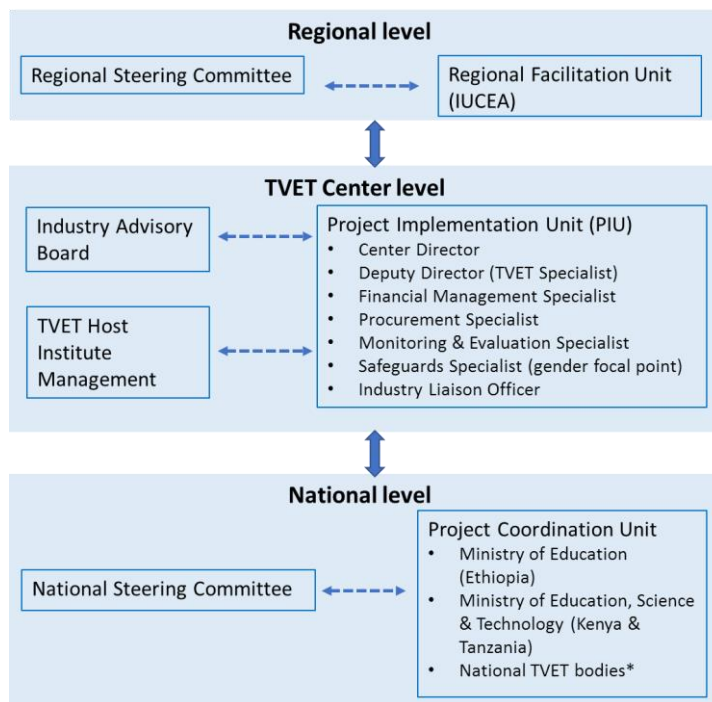 Regional level
Regional Steering Committee
Regional Facilitation Unit
(IUCEA)
TVET Center level
Industry Advisory
Board
TVET Host
Institute
Management
Project Implementation Unit (PIU)
• Center Director
• Deputy Director (TVET Specialist)
• Financial Management Specialist
• Procurement Specialist
• Monitoring & Evaluation Specialist
• Safeguards Specialist (gender focal point)
• Industry Liaison Officer
National level
National Steering Committee
Project Coordination Unit
• Ministry of Education
(Ethiopia)
• Ministry of Education, Science
& Technology (Kenya &
Tanzania)
• National TVET bodies*